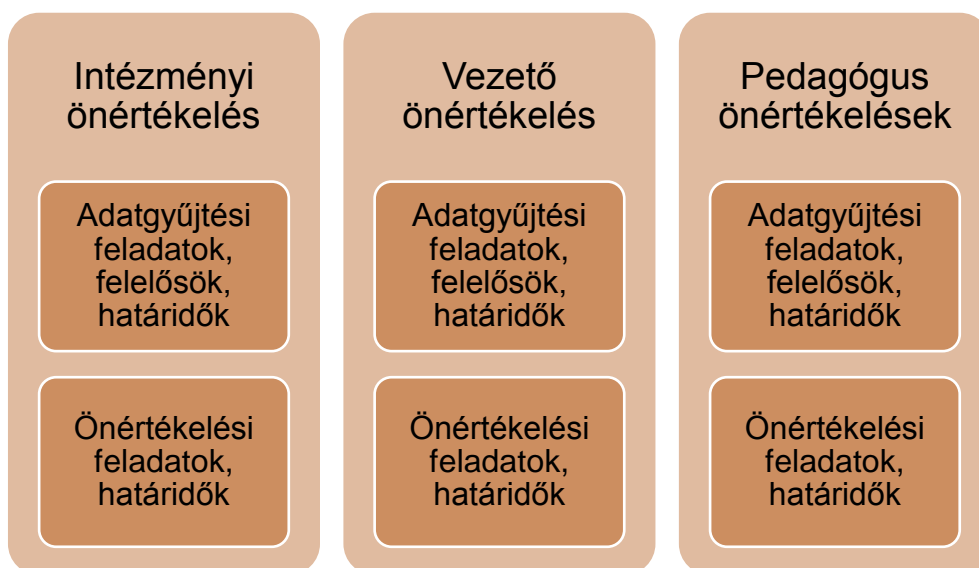 Intézményi
önértékelés
Adatgyűjtési
feladatok,
felelősök,
határidők
Önértékelési
feladatok,
határidők
Vezető
önértékelés
Adatgyűjtési
feladatok,
felelősök,
határidők
Önértékelési
feladatok,
határidők
Pedagógus
önértékelések
Adatgyűjtési
feladatok,
felelősök,
határidők
Önértékelési
feladatok,
határidők